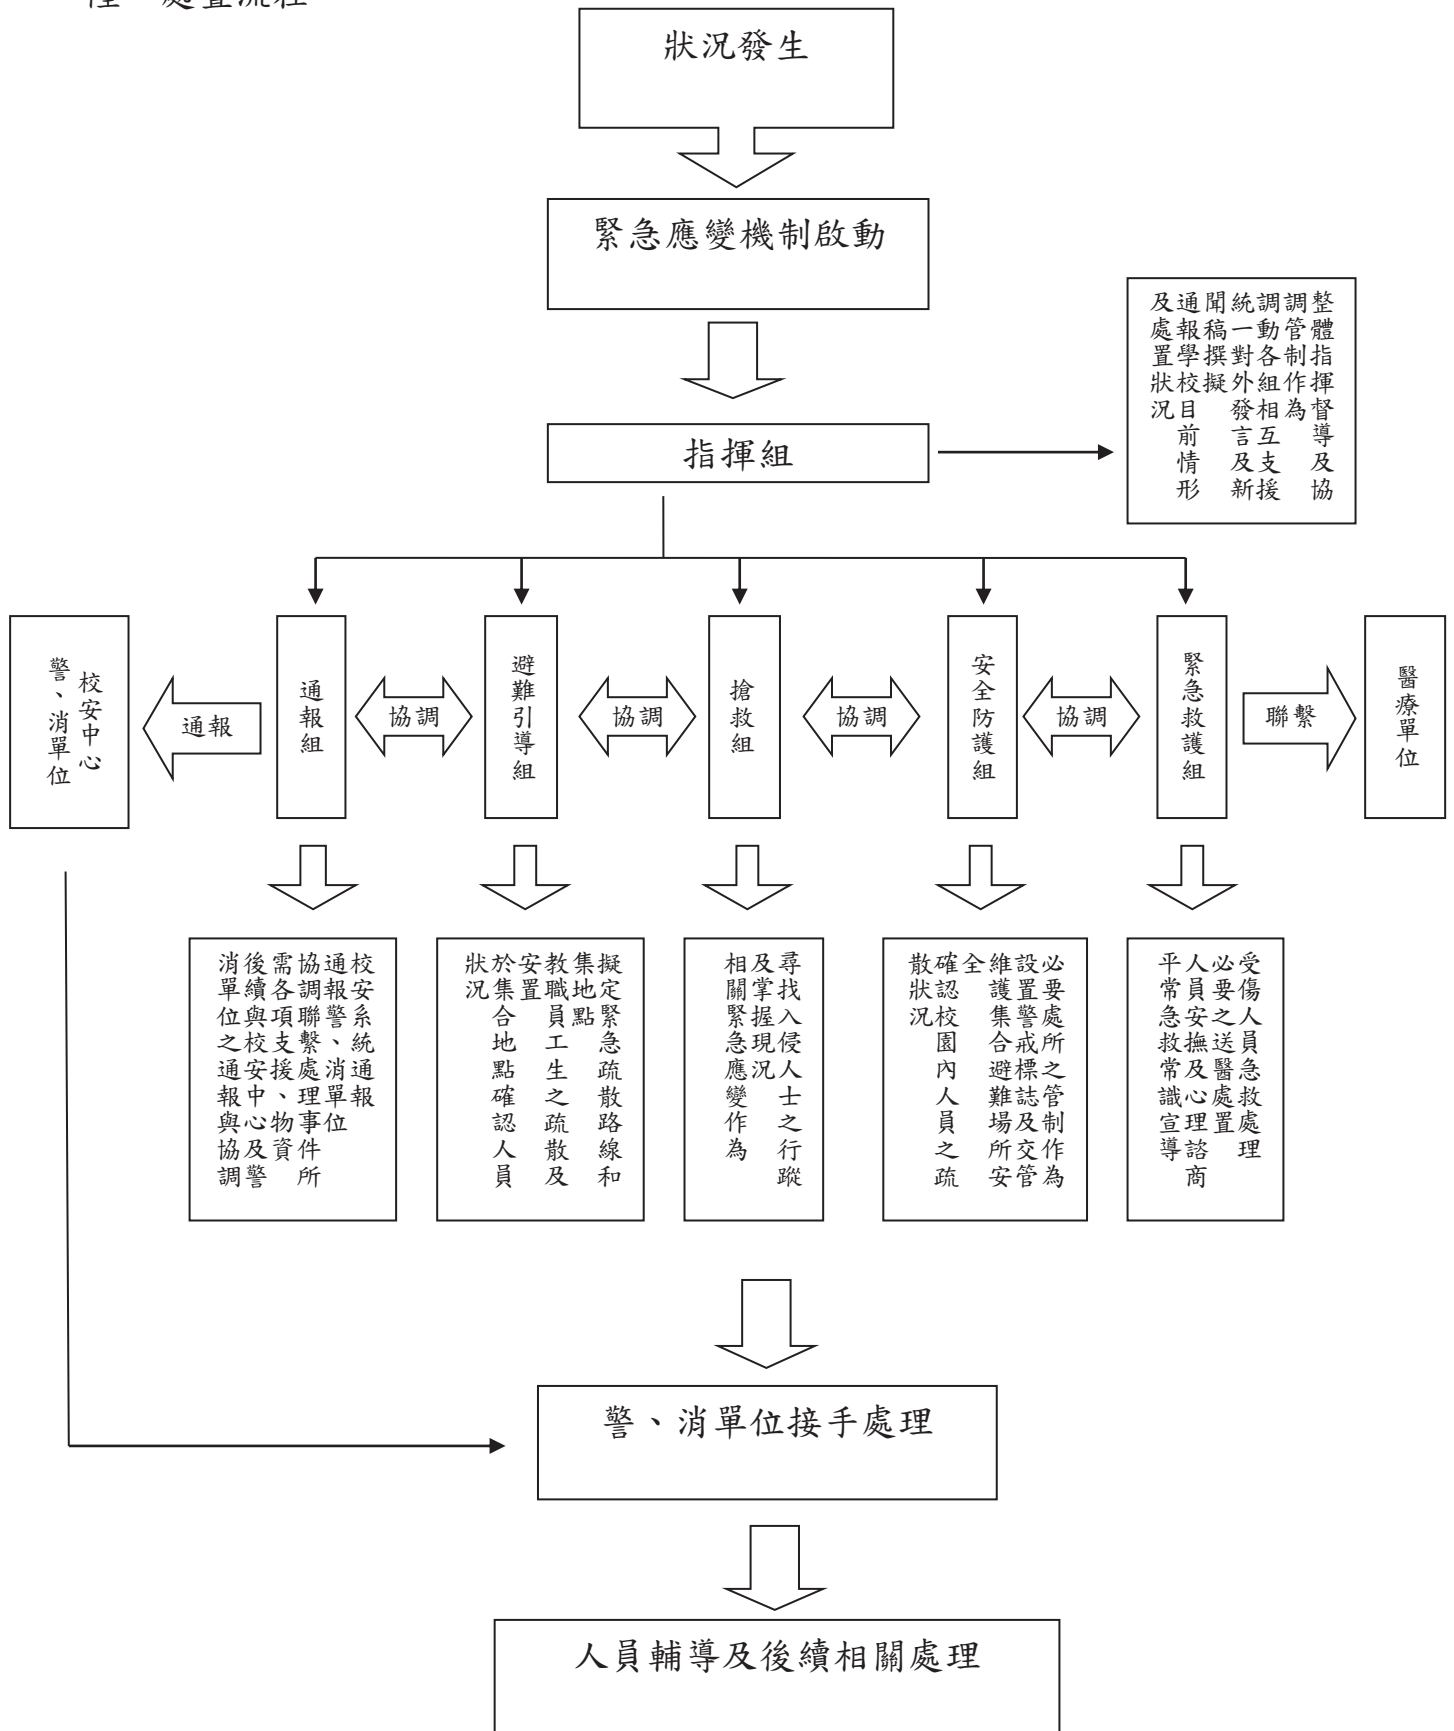 處置流程
狀況發生
緊急應變機制啟動
指揮組
整體指揮督導及協
調管制作為
調動各組相互支援
統一對外發言及新
聞稿撰擬
通報學校目前情形
及處置狀況
校安中心
警、消單位
通報
通報組
協調
避難引導組
協調
搶救組
協調
安全防護組
協調
緊急救護組
聯繫
醫療單位
校安系統通報
通報警、消單位
協調聯繫處理事件所
需各項支援、物資
後續與校安中心及警
消單位之通報與協調
擬定緊急疏散路線和
集地點
教職員工生之疏散及
安置
於集合地點確認人員
狀況
尋找入侵人士之行蹤
及掌握現況
相關緊急應變作為
必要處所之管制作為
設置警戒標誌及交管
維護集合避難場所安
全
確認校園內人員之疏
散狀況
受傷人員急救處理
必要之送醫處置
人員安撫及心理諮商
平常急救常識宣導
警、消單位接手處理
人員輔導及後續相關處理